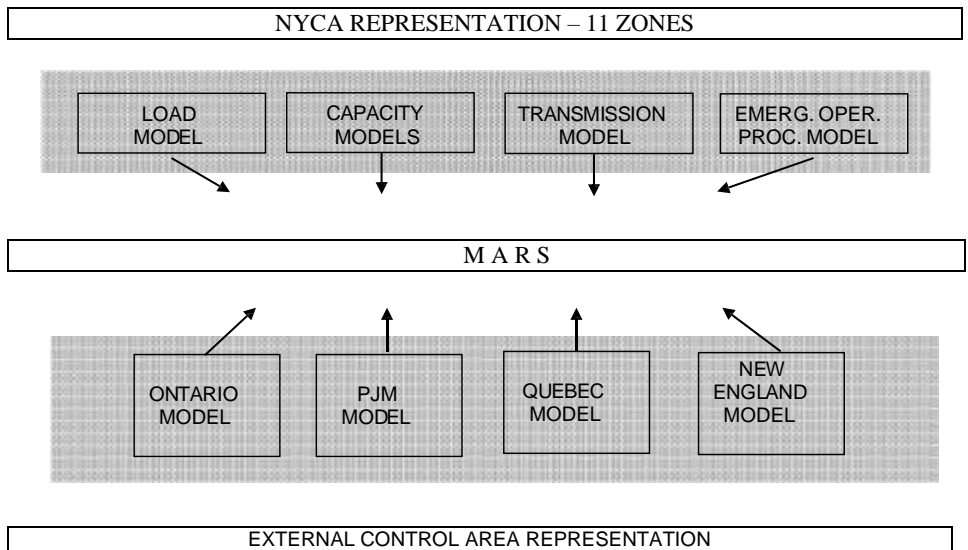 NYCA REPRESENTATION – 11 ZONES
LOAD
MODEL
CAPACITY
MODELS
TRANSMISSION
MODEL
EMERG. OPER.
PROC. MODEL
M A R S
ONTARIO
MODEL
PJM
MODEL
QUEBEC
MODEL
NEW
ENGLAND
MODEL
EXTERNAL CONTROL AREA REPRESENTATION